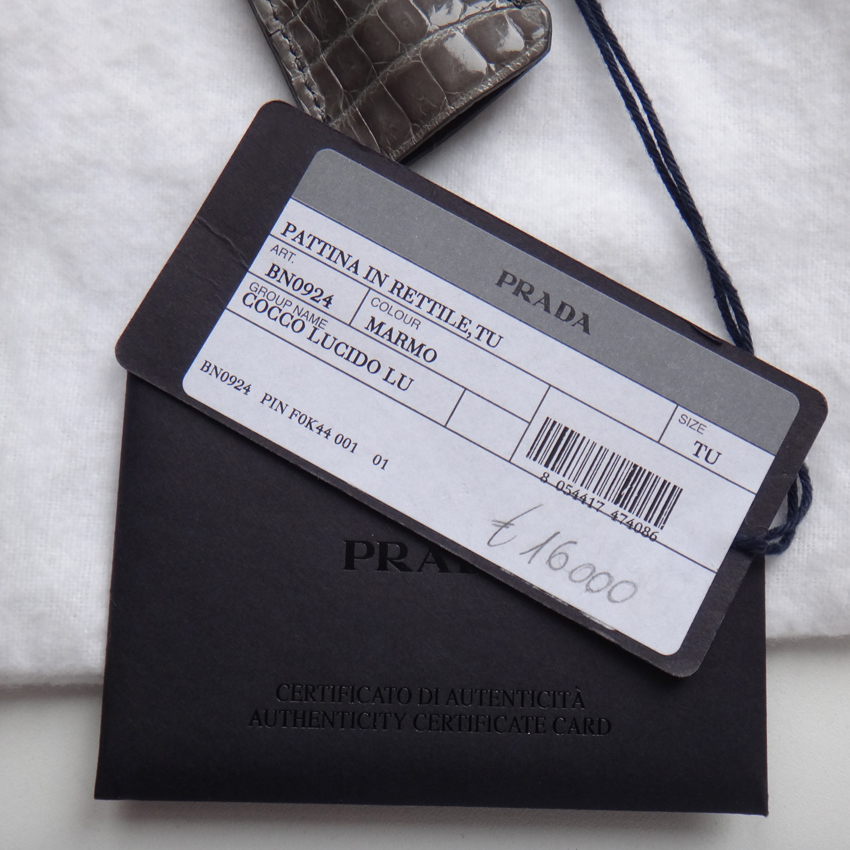 PRADA
PATTINA IN RETTILE,TU
ART.
BN0924
COLOUR
MARMO
SIZE
TU
GROUP NAME
COCCO LUCIDO LU
BN0924 PIN F0K44 001 01
8 054417 474086
€ 16000
PRADA
CERTIFICATO DI AUTENTICITÀ
AUTHENTICITY CERTIFICATE CARD